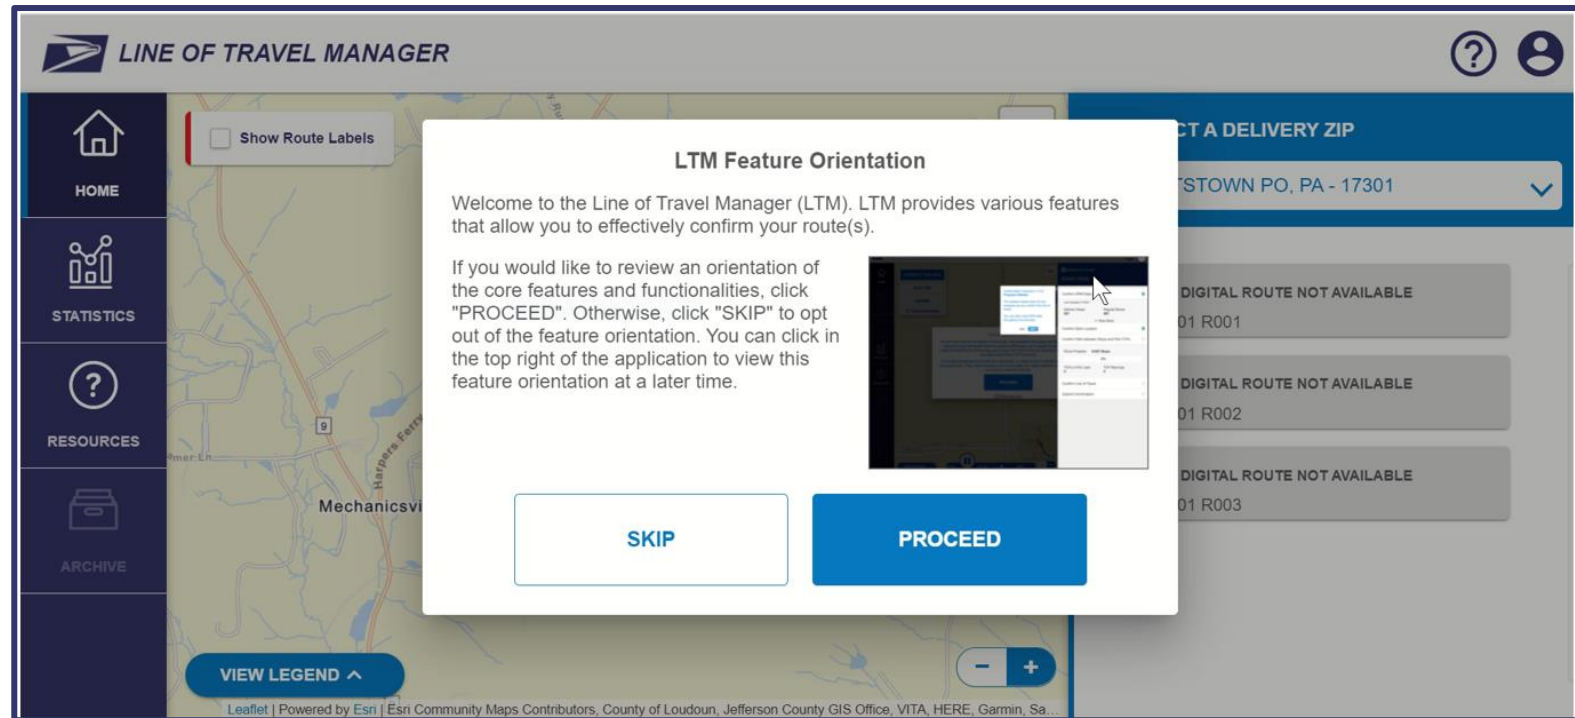 LINE OF TRAVEL MANAGER
HOME
STATISTICS
RESOURCES
ARCHIVE
Show Route Labels
LTM Feature Orientation
Welcome to the Line of Travel Manager (LTM). LTM provides various features
that allow you to effectively confirm your route(s).
If you would like to review an orientation of
the core features and functionalities, click
"PROCEED". Otherwise, click "SKIP" to opt
out of the feature orientation. You can click in
the top right of the application to view this
feature orientation at a later time.
SKIP
PROCEED
9
Harpers Ferry
Mechanicsvi
VIEW LEGEND
- +
Leaflet | Powered by Esri | Esri Community Maps Contributors, County of Loudoun, Jefferson County GIS Office, VITA, HERE, Garmin, Sa...
CT A DELIVERY ZIP
TSTOWN PO, PA - 17301
DIGITAL ROUTE NOT AVAILABLE
01 R001
DIGITAL ROUTE NOT AVAILABLE
01 R002
DIGITAL ROUTE NOT AVAILABLE
01 R003